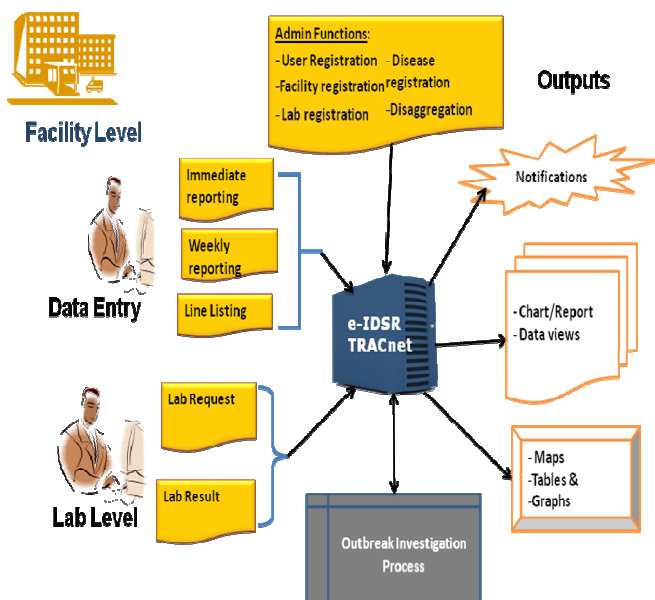 Admin Functions:
- User Registration
-Facility registration
- Lab registration
- Disease
registration
-Disaggregation
Outputs
Facility Level
Immediate
reporting
Weekly
reporting
Line Listing
Data Entry
Notifications
e-IDSR
TRACnet
- Chart/Report
- Data views
Lab Request
Lab Result
Lab Level
- Maps
-Tables &
-Graphs
Outbreak Investigation
Process